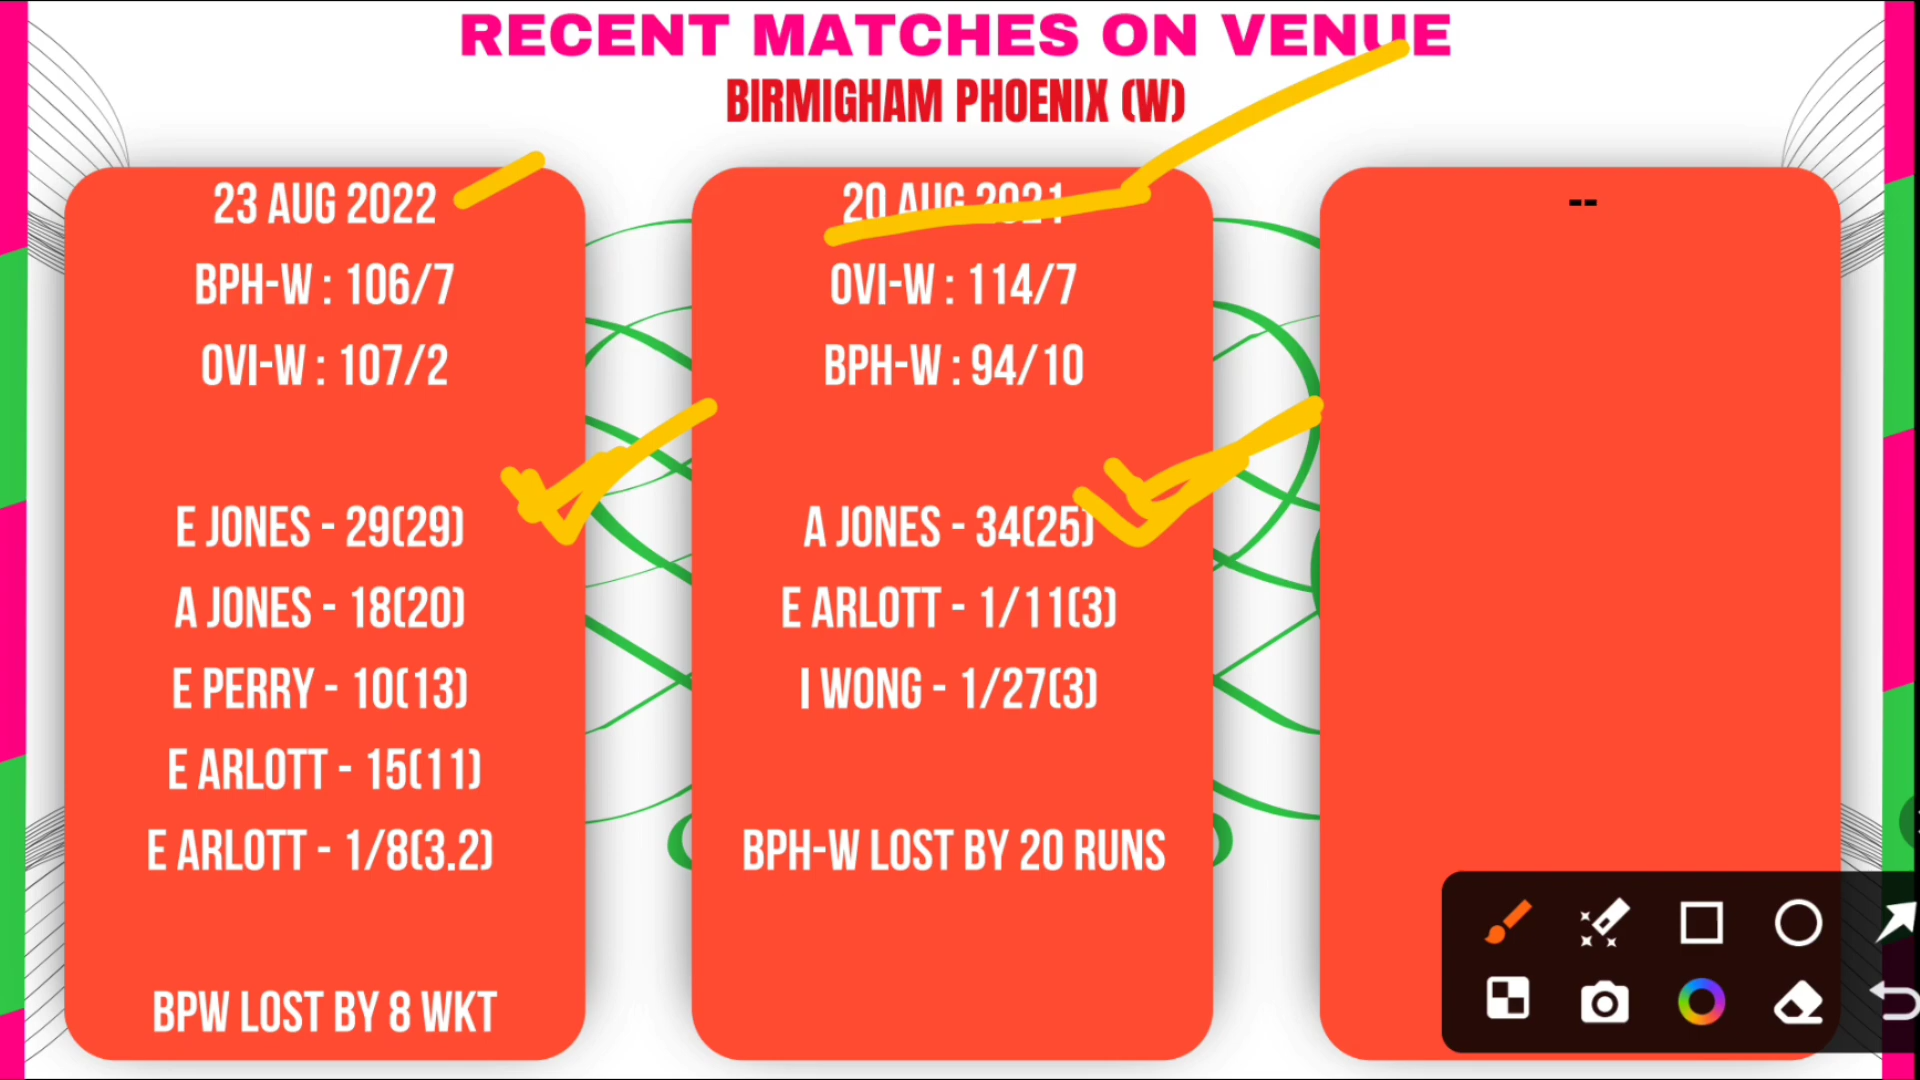 RECENT MATCHES ON VENUE
BIRMIGHAM PHOENIX (W)
23 AUG 2022
BPH-W : 106/7
OVI-W : 107/2
E JONES - 29(29)
A JONES - 18(20)
E PERRY - 10(13)
E ARLOTT - 15(11)
E ARLOTT - 1/8(3.2)
BPW LOST BY 8 WKT
20 AUG 2021
OVI-W : 114/7
BPH-W : 94/10
A JONES - 34(25)
E ARLOTT - 1/11(3)
I WONG - 1/27(3)
BPH-W LOST BY 20 RUNS
--